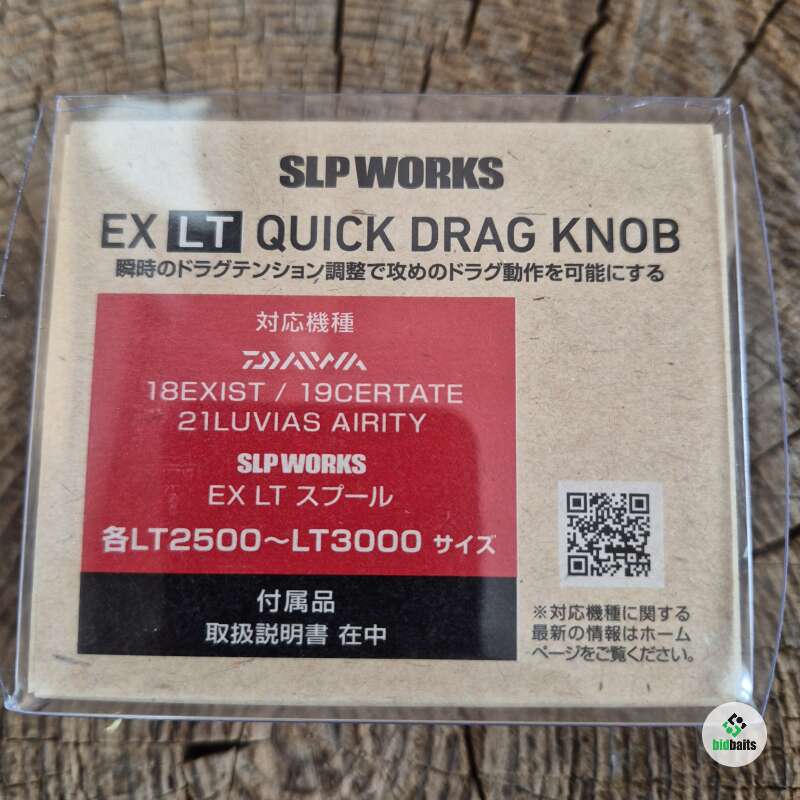 SLP WORKS
EX LT QUICK DRAG KNOB
瞬時のドラグテンション調整で攻めのドラグ動作を可能にする
対応機種
DAIWA
18EXIST / 19CERTATE
21LUVIAS AIRITY
SLP WORKS
EX LT スプール
各LT2500～LT3000 サイズ
付属品
取扱説明書 在中
※対応機種に関する
最新の情報はホーム
ページをご覧ください。
bidbaits